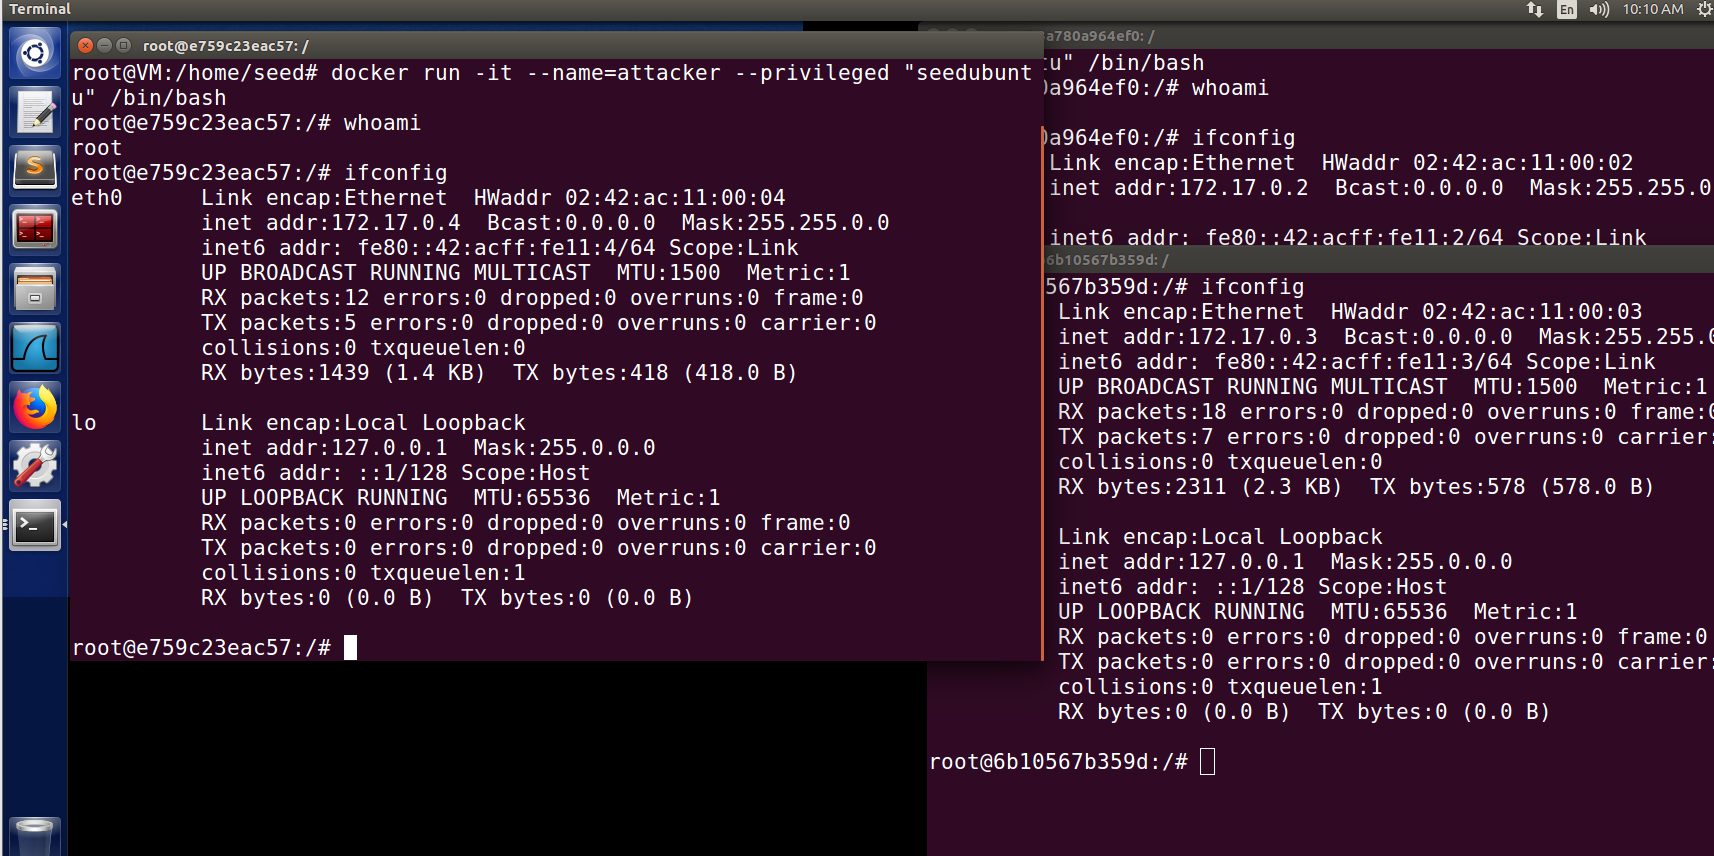 Terminal
En
10:10 AM
root@e759c23eac57: /
root@VM:/home/seed# docker run -it --name=attacker --privileged "seedubunt
u" /bin/bash
root@e759c23eac57:/# whoami
root
root@e759c23eac57:/# ifconfig
eth0 Link encap:Ethernet HWaddr 02:42:ac:11:00:04
inet addr:172.17.0.4 Bcast:0.0.0.0 Mask:255.255.0.0
inet6 addr: fe80::42:acff:fe11:4/64 Scope:Link
UP BROADCAST RUNNING MULTICAST MTU:1500 Metric:1
RX packets:12 errors:0 dropped:0 overruns:0 frame:0
TX packets:5 errors:0 dropped:0 overruns:0 carrier:0
collisions:0 txqueuelen:0
RX bytes:1439 (1.4 KB) TX bytes:418 (418.0 B)
lo Link encap:Local Loopback
inet addr:127.0.0.1 Mask:255.0.0.0
inet6 addr: ::1/128 Scope:Host
UP LOOPBACK RUNNING MTU:65536 Metric:1
RX packets:0 errors:0 dropped:0 overruns:0 frame:0
TX packets:0 errors:0 dropped:0 overruns:0 carrier:0
collisions:0 txqueuelen:1
RX bytes:0 (0.0 B) TX bytes:0 (0.0 B)
root@e759c23eac57:/#
a780a964ef0: /
tu" /bin/bash
0a964ef0:/# whoami
0a964ef0:/# ifconfig
Link encap:Ethernet HWaddr 02:42:ac:11:00:02
inet addr:172.17.0.2 Bcast:0.0.0.0 Mask:255.255.0
inet6 addr: fe80::42:acff:fe11:2/64 Scope:Link
6b10567b359d: /
567b359d:/# ifconfig
Link encap:Ethernet HWaddr 02:42:ac:11:00:03
inet addr:172.17.0.3 Bcast:0.0.0.0 Mask:255.255.0
inet6 addr: fe80::42:acff:fe11:3/64 Scope:Link
UP BROADCAST RUNNING MULTICAST MTU:1500 Metric:1
RX packets:18 errors:0 dropped:0 overruns:0 frame:0
TX packets:7 errors:0 dropped:0 overruns:0 carrier:
collisions:0 txqueuelen:0
RX bytes:2311 (2.3 KB) TX bytes:578 (578.0 B)
Link encap:Local Loopback
inet addr:127.0.0.1 Mask:255.0.0.0
inet6 addr: ::1/128 Scope:Host
UP LOOPBACK RUNNING MTU:65536 Metric:1
RX packets:0 errors:0 dropped:0 overruns:0 frame:0
TX packets:0 errors:0 dropped:0 overruns:0 carrier:
collisions:0 txqueuelen:1
RX bytes:0 (0.0 B) TX bytes:0 (0.0 B)
root@6b10567b359d:/#